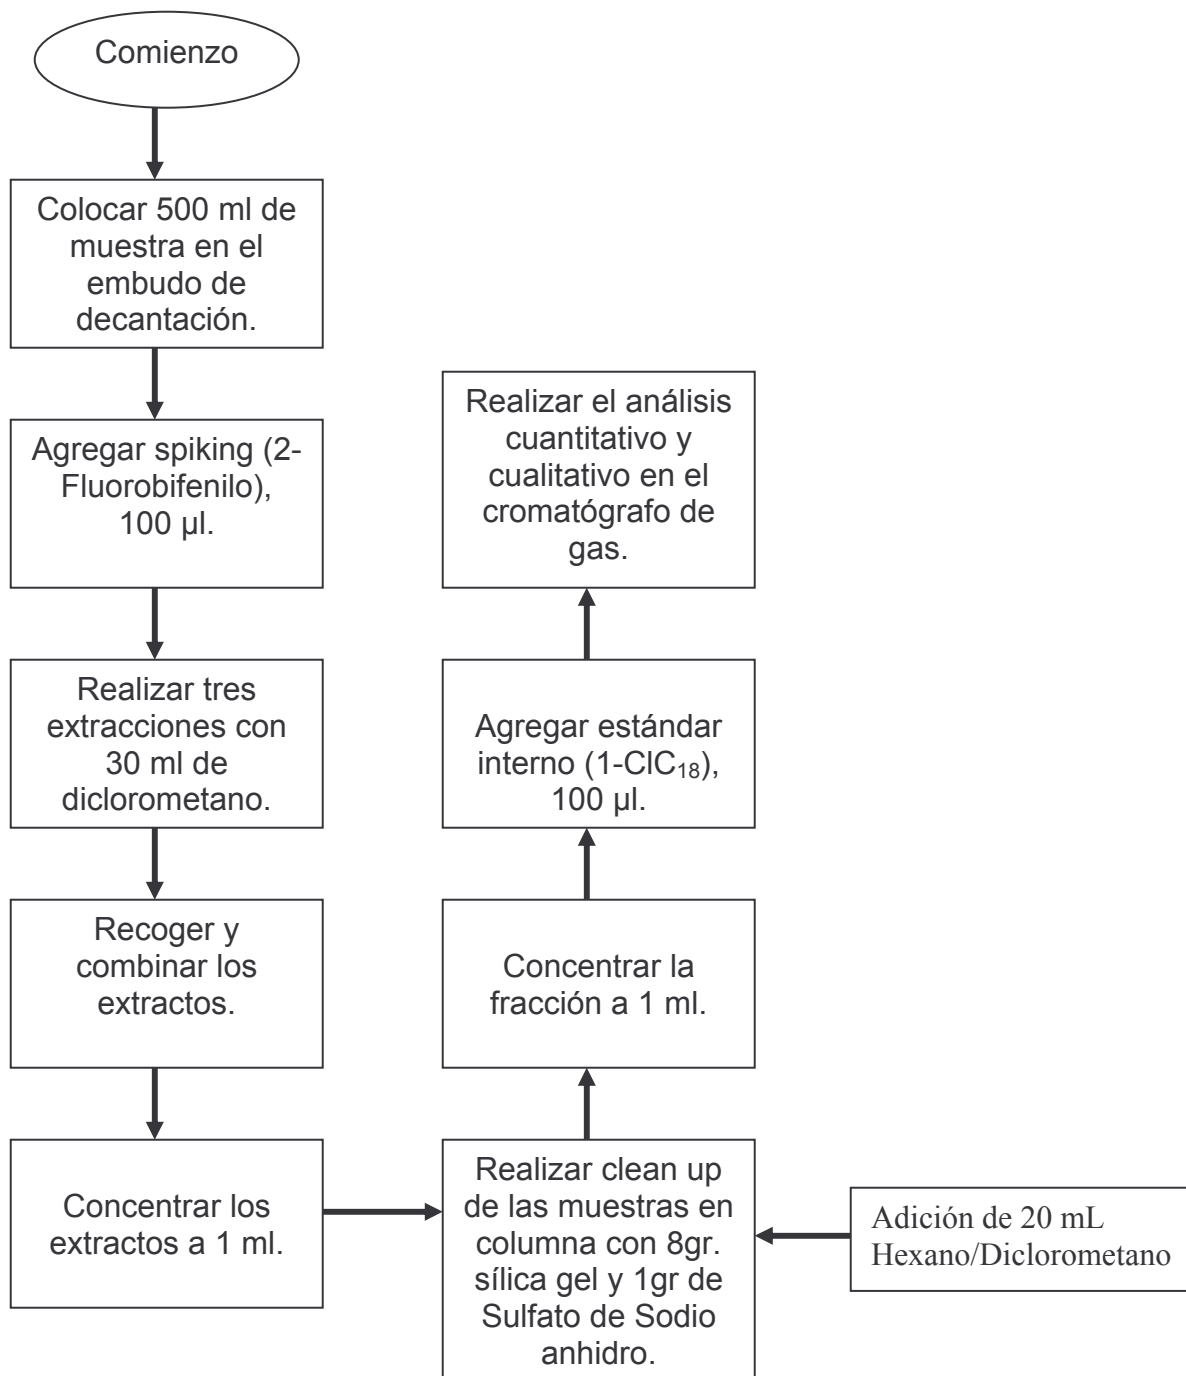 Comienzo
Colocar 500 ml de
muestra en el
embudo de
decantación.
Agregar spiking (2-
Fluorobifenilo),
100 µl.
Realizar tres
extracciones con
30 ml de
diclorometano.
Recoger y
combinar los
extractos.
Concentrar los
extractos a 1 ml.
Realizar clean up
de las muestras en
columna con 8gr.
sílica gel y 1gr de
Sulfato de Sodio
anhidro.
Adición de 20 mL
Hexano/Diclorometano
Concentrar la
fracción a 1 ml.
Agregar estándar
interno (1-ClC₁₈),
100 µl.
Realizar el análisis
cuantitativo y
cualitativo en el
cromatógrafo de
gas.